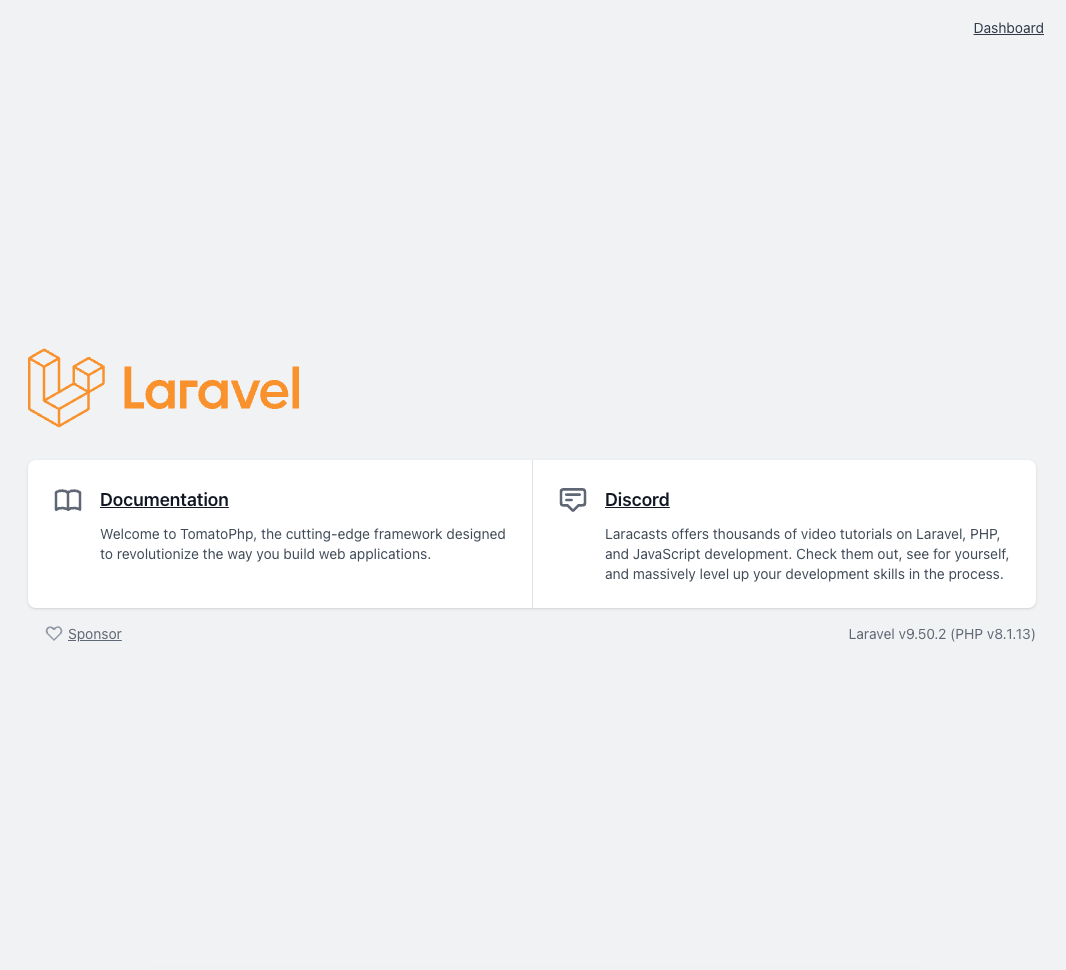 Dashboard
Laravel
Documentation
Welcome to TomatoPhp, the cutting-edge framework designed
to revolutionize the way you build web applications.
Discord
Laracasts offers thousands of video tutorials on Laravel, PHP,
and JavaScript development. Check them out, see for yourself,
and massively level up your development skills in the process.
Sponsor
Laravel v9.50.2 (PHP v8.1.13)